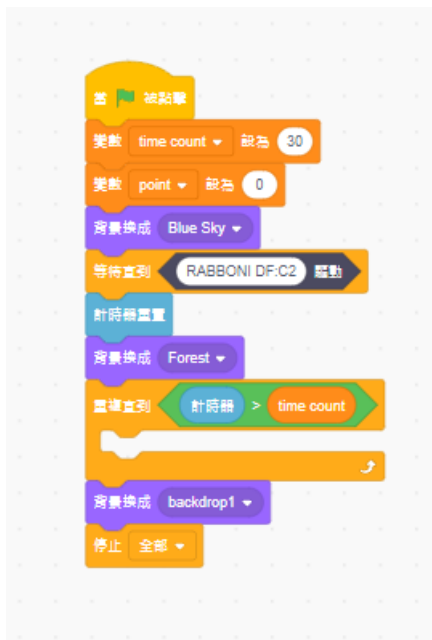 當 被點擊
變數 time count 設為 30
變數 point 設為 0
背景換成 Blue Sky
等待直到 RABBONI DF:C2 驅動
計時器重置
背景換成 Forest
重複直到 計時器 > time count
背景換成 backdrop1
停止 全部